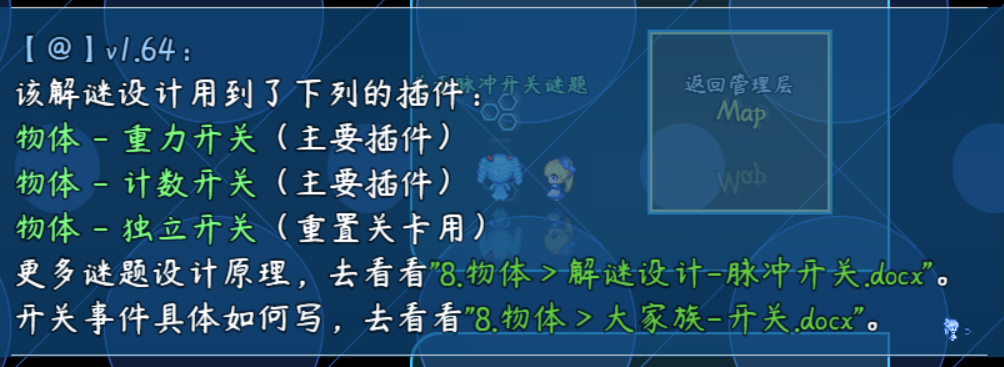 【@】v1.64：
该解谜设计用到了下列的插件：
物体 - 重力开关（主要插件）
物体 - 计数开关（主要插件）
物体 - 独立开关（重置关卡用）
更多谜题设计原理，去看看"8.物体 > 解谜设计-脉冲开关.docx"。
开关事件具体如何写，去看看"8.物体 > 大家族-开关.docx"。
脉冲开关谜题
返回管理层
Map